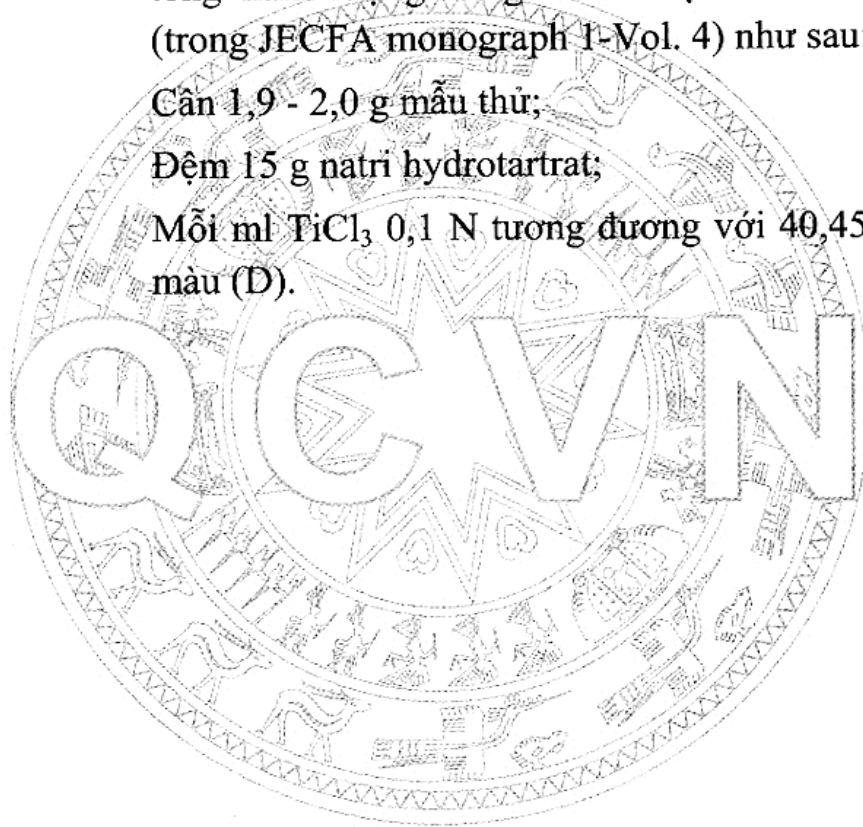 (trong JECFA monograph 1-Vol. 4) như sau
Cân 1,9 - 2,0 g mẫu thử;
Đệm 15 g natri hydrotartrat;
Mỗi ml TiCl₃ 0,1 N tương đương với 40,45
màu (D).
QCVN